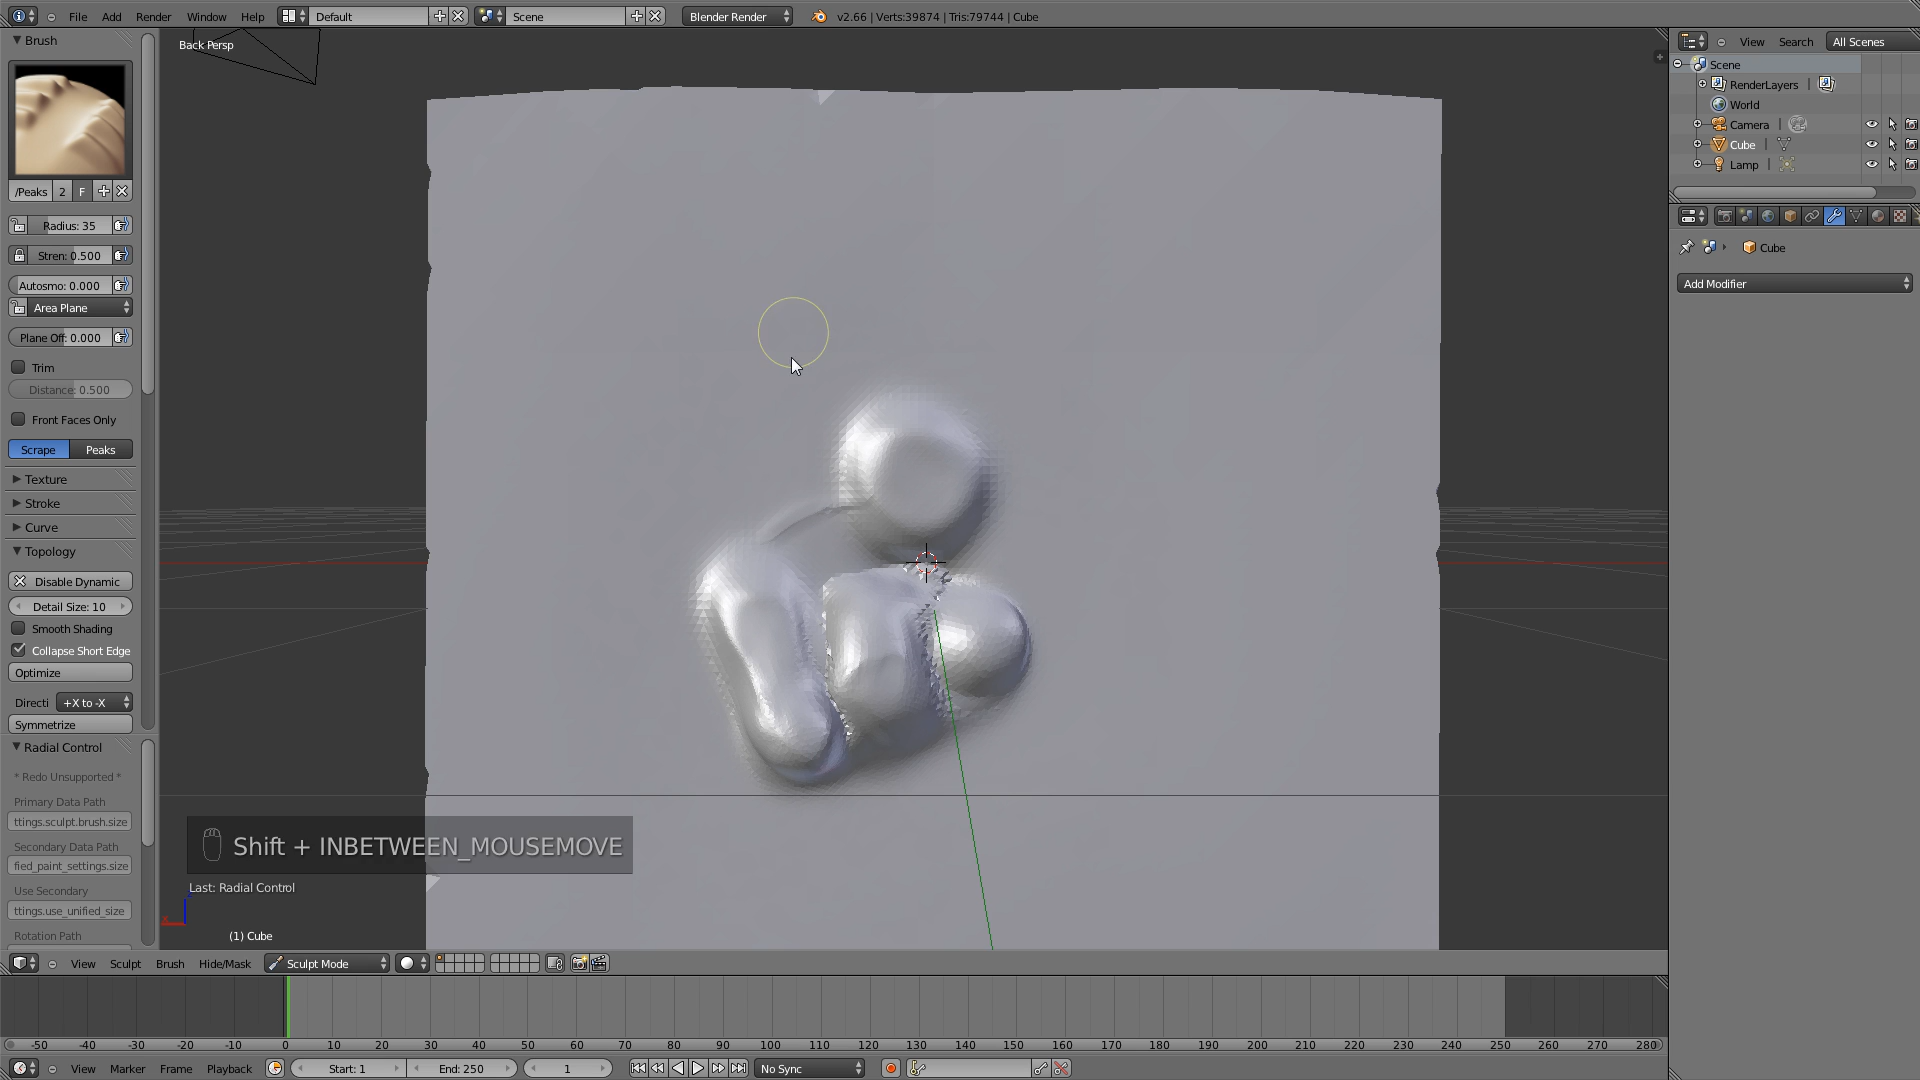 File Add Render Window Help Default Scene Blender Render v2.66 | Verts:39874 | Tris:79744 | Cube
Brush
Back Persp
/Peaks 2 F
Radius: 35
Stren: 0.500
Autosmo: 0.000
Area Plane
Plane Off: 0.000
Trim
Distance: 0.500
Front Faces Only
Scrape Peaks
Texture
Stroke
Curve
Topology
Disable Dynamic
Detail Size: 10
Smooth Shading
Collapse Short Edge
Optimize
Directi +X to -X
Symmetrize
Radial Control
* Redo Unsupported *
Primary Data Path
ttings.sculpt.brush.size
Secondary Data Path
fied_paint_settings.size
Use Secondary
ttings.use_unified_size
Rotation Path
Shift + INBETWEEN_MOUSEMOVE
Last: Radial Control
(1) Cube
View Search All Scenes
Scene
RenderLayers
World
Camera
Cube
Lamp
Cube
Add Modifier
View Sculpt Brush Hide/Mask Sculpt Mode
-50 -40 -30 -20 -10 0 10 20 30 40 50 60 70 80 90 100 110 120 130 140 150 160 170 180 190 200 210 220 230 240 250 260 270 280
View Marker Frame Playback Start: 1 End: 250 1 No Sync